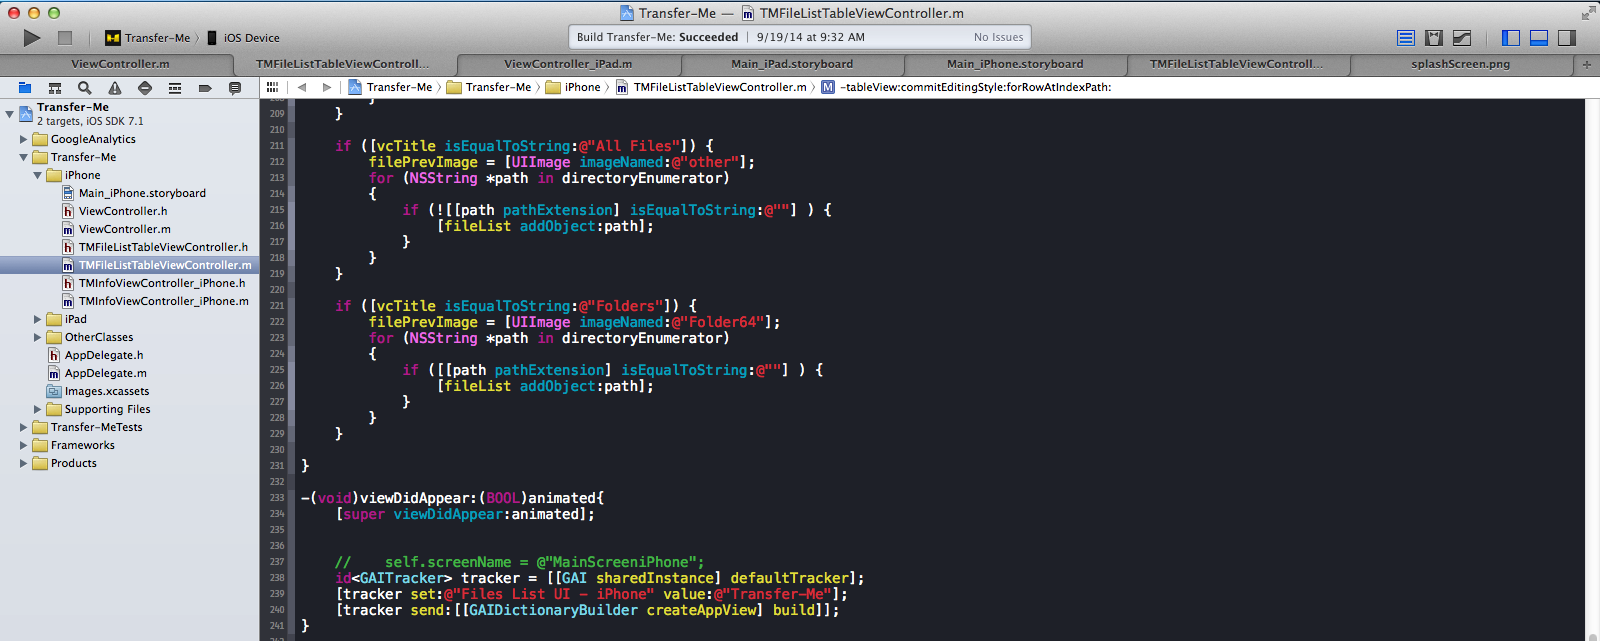 Transfer-Me — TMFileListTableViewController.m
Transfer-Me 〉 iOS Device
Build Transfer-Me: Succeeded | 9/19/14 at 9:32 AM No Issues
ViewController.m TMFileListTableViewControll... ViewController_iPad.m Main_iPad.storyboard Main_iPhone.storyboard TMFileListTableViewControll... splashScreen.png +
Transfer-Me 〉 Transfer-Me 〉 iPhone 〉 TMFileListTableViewController.m 〉 M -tableView:commitEditingStyle:forRowAtIndexPath:
Transfer-Me
2 targets, iOS SDK 7.1
GoogleAnalytics
Transfer-Me
iPhone
Main_iPhone.storyboard
h ViewController.h
m ViewController.m
h TMFileListTableViewController.h
m TMFileListTableViewController.m
h TMInfoViewController_iPhone.h
m TMInfoViewController_iPhone.m
iPad
OtherClasses
h AppDelegate.h
m AppDelegate.m
Images.xcassets
Supporting Files
Transfer-MeTests
Frameworks
Products
208 }
209 }
210
211 if ([vcTitle isEqualToString:@"All Files"]) {
212 filePrevImage = [UIImage imageNamed:@"other"];
213 for (NSString *path in directoryEnumerator)
214 {
215 if (![[path pathExtension] isEqualToString:@""] ) {
216 [fileList addObject:path];
217 }
218 }
219 }
220
221 if ([vcTitle isEqualToString:@"Folders"]) {
222 filePrevImage = [UIImage imageNamed:@"Folder64"];
223 for (NSString *path in directoryEnumerator)
224 {
225 if ([[path pathExtension] isEqualToString:@""] ) {
226 [fileList addObject:path];
227 }
228 }
229 }
230
231 }
232
233 -(void)viewDidAppear:(BOOL)animated{
234 [super viewDidAppear:animated];
235
236
237 // self.screenName = @"MainScreeniPhone";
238 id<GAITracker> tracker = [[GAI sharedInstance] defaultTracker];
239 [tracker set:@"Files List UI - iPhone" value:@"Transfer-Me"];
240 [tracker send:[[GAIDictionaryBuilder createAppView] build]];
241 }